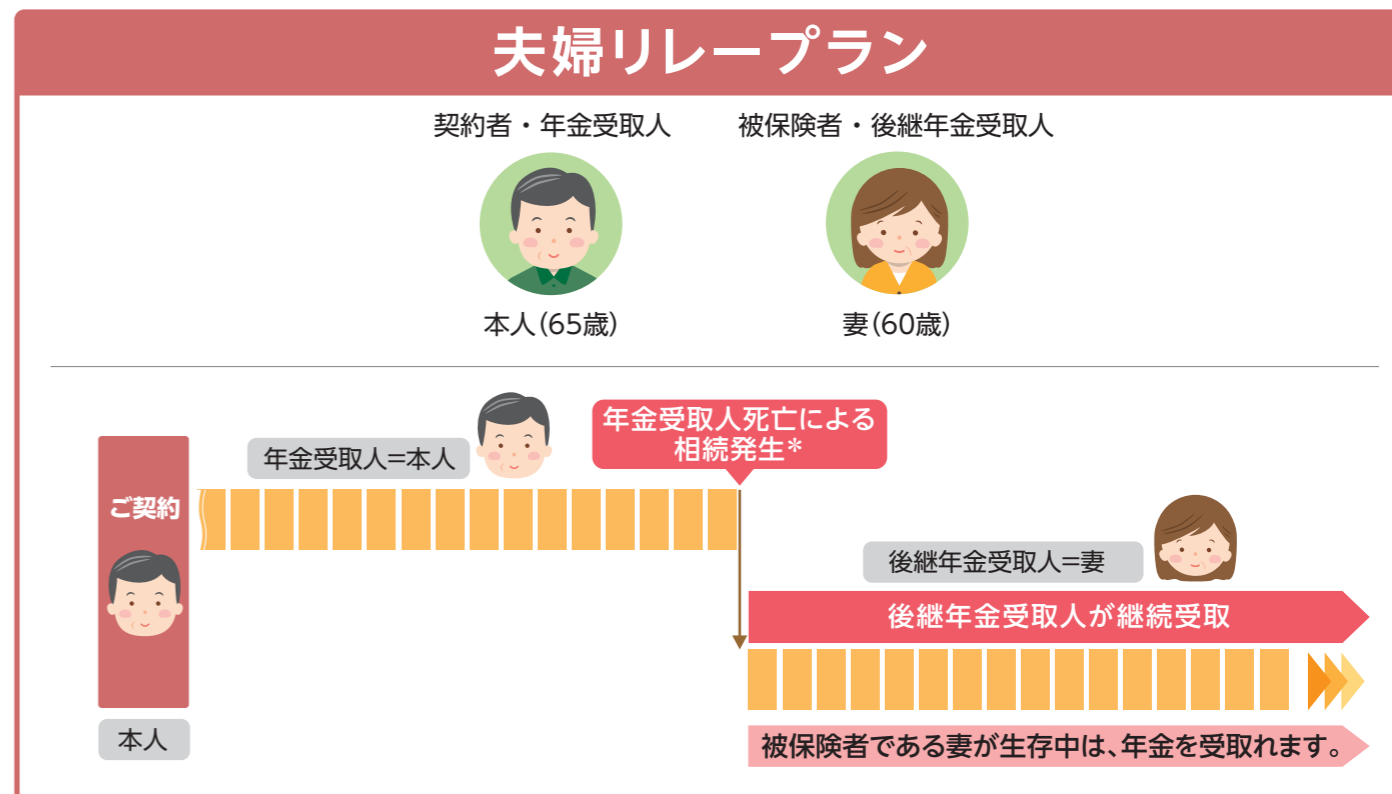 夫婦リレープラン
契約者・年金受取人
被保険者・後継年金受取人
本人(65歳)
妻(60歳)
年金受取人死亡による
相続発生*
年金受取人=本人
ご契約
後継年金受取人=妻
後継年金受取人が継続受取
本人
被保険者である妻が生存中は、年金を受取れます。